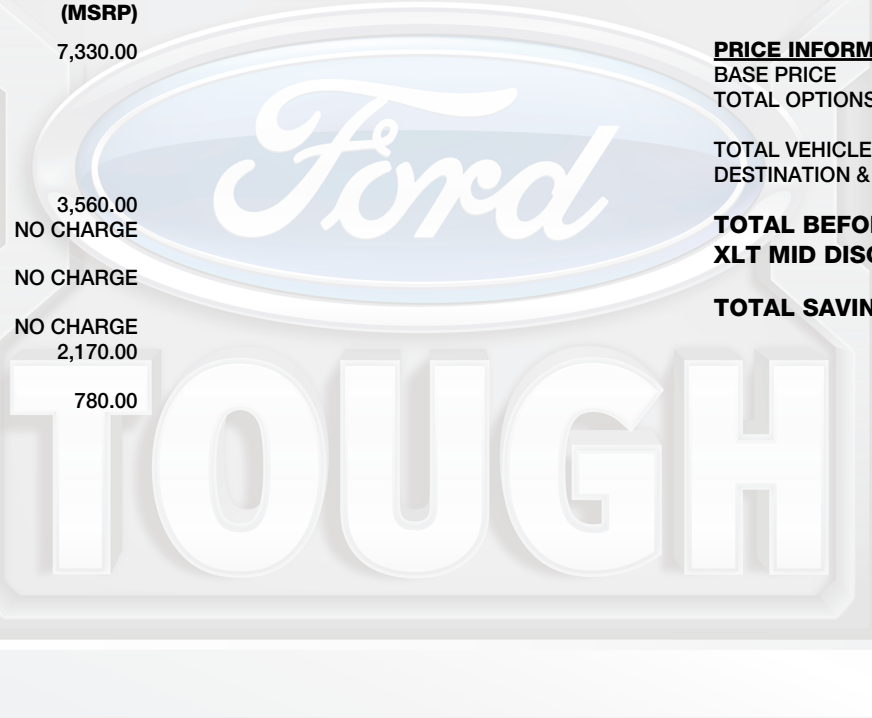 (MSRP)
7,330.00
3,560.00
NO CHARGE
NO CHARGE
NO CHARGE
2,170.00
780.00
PRICE INFORM
BASE PRICE
TOTAL OPTIONS
TOTAL VEHICLE
DESTINATION &
TOTAL BEFO
XLT MID DISC
TOTAL SAVIN
Ford
TOUGH